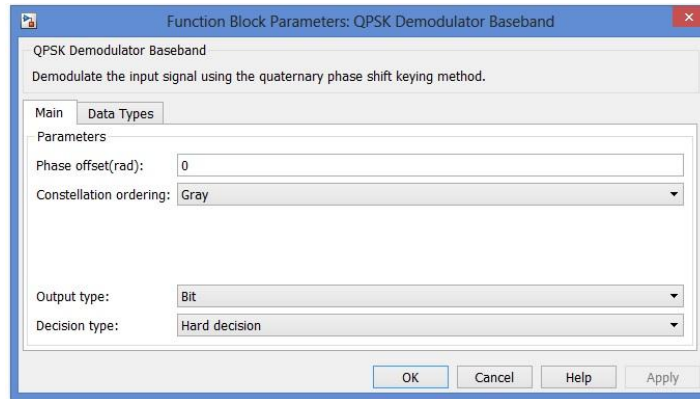 Function Block Parameters: QPSK Demodulator Baseband
QPSK Demodulator Baseband
Demodulate the input signal using the quaternary phase shift keying method.
Main Data Types
Parameters
Phase offset(rad): 0
Constellation ordering: Gray
Output type: Bit
Decision type: Hard decision
OK Cancel Help Apply